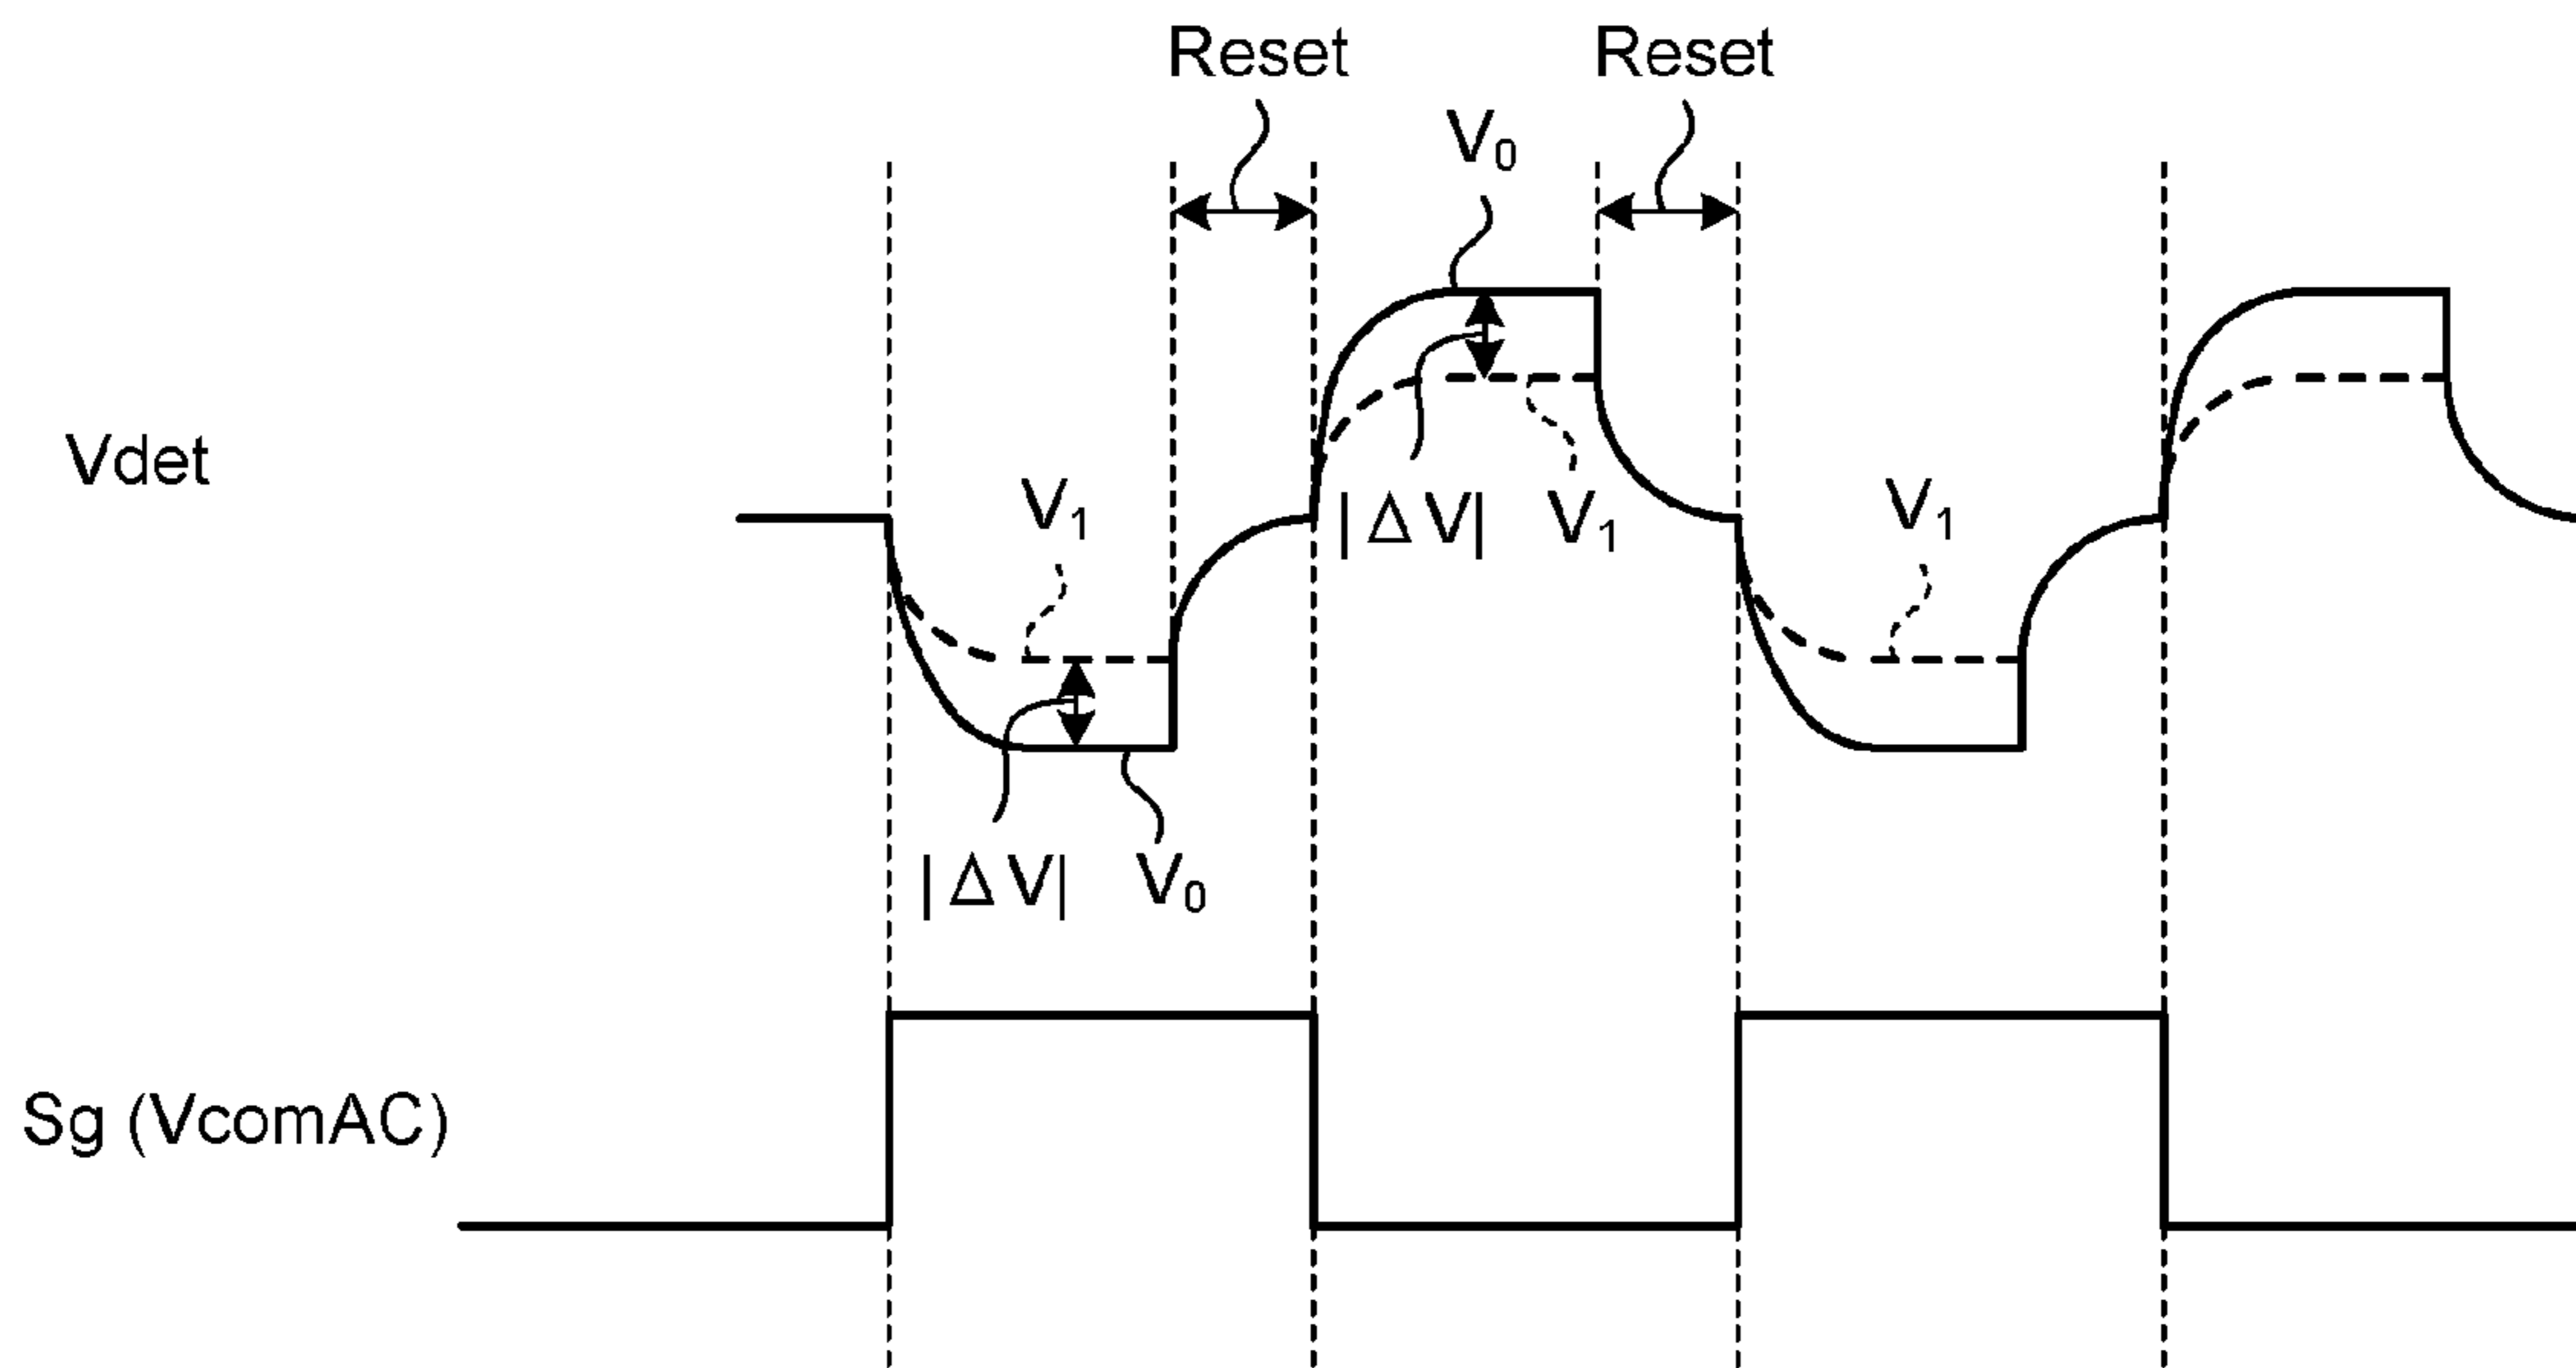 Reset
Reset
V₀
Vdet
V₁
|ΔV|
V₁
V₁
|ΔV|
V₀
Sg (VcomAC)